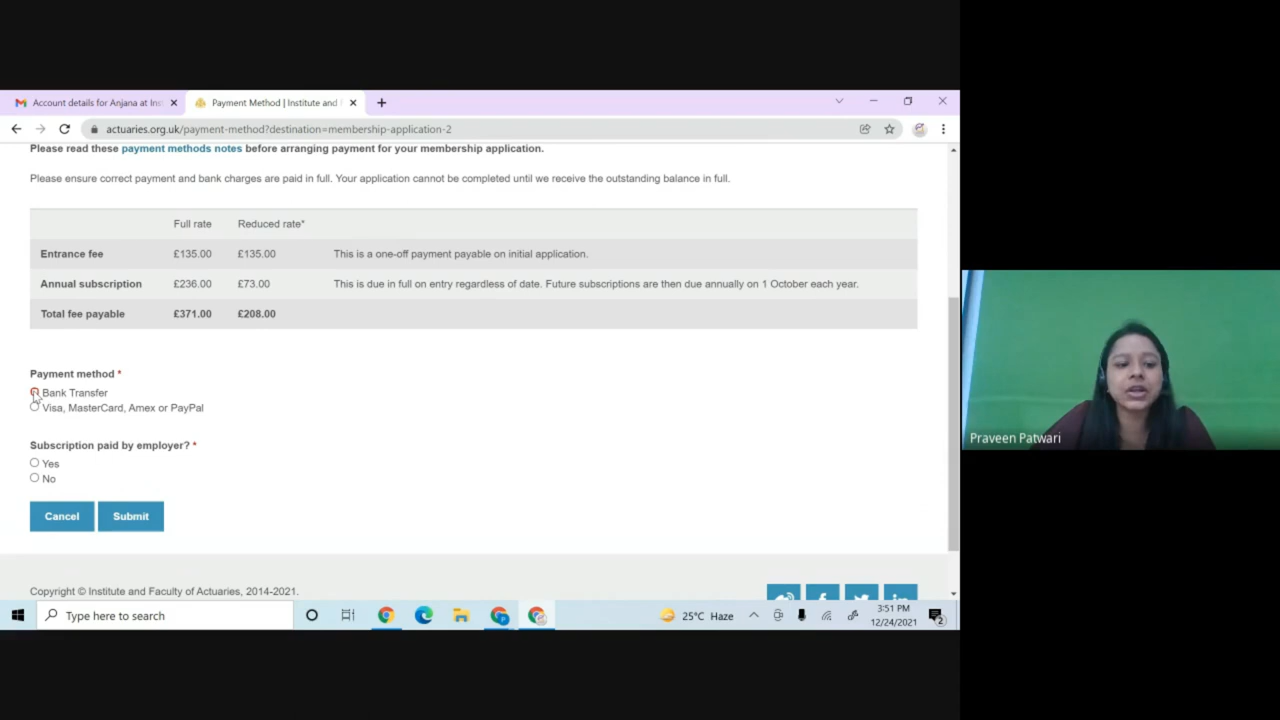 Account details for Anjana at Ins
Payment Method | Institute and
actuaries.org.uk/payment-method?destination=membership-application-2
Please read these payment methods notes before arranging payment for your membership application.
Please ensure correct payment and bank charges are paid in full. Your application cannot be completed until we receive the outstanding balance in full.
Full rate Reduced rate*
Entrance fee £135.00 £135.00 This is a one-off payment payable on initial application.
Annual subscription £236.00 £73.00 This is due in full on entry regardless of date. Future subscriptions are then due annually on 1 October each year.
Total fee payable £371.00 £208.00
Payment method *
Bank Transfer
Visa, MasterCard, Amex or PayPal
Subscription paid by employer? *
Yes
No
Cancel Submit
Copyright © Institute and Faculty of Actuaries, 2014-2021.
Type here to search
25°C Haze
3:51 PM
12/24/2021
2
Praveen Patwari